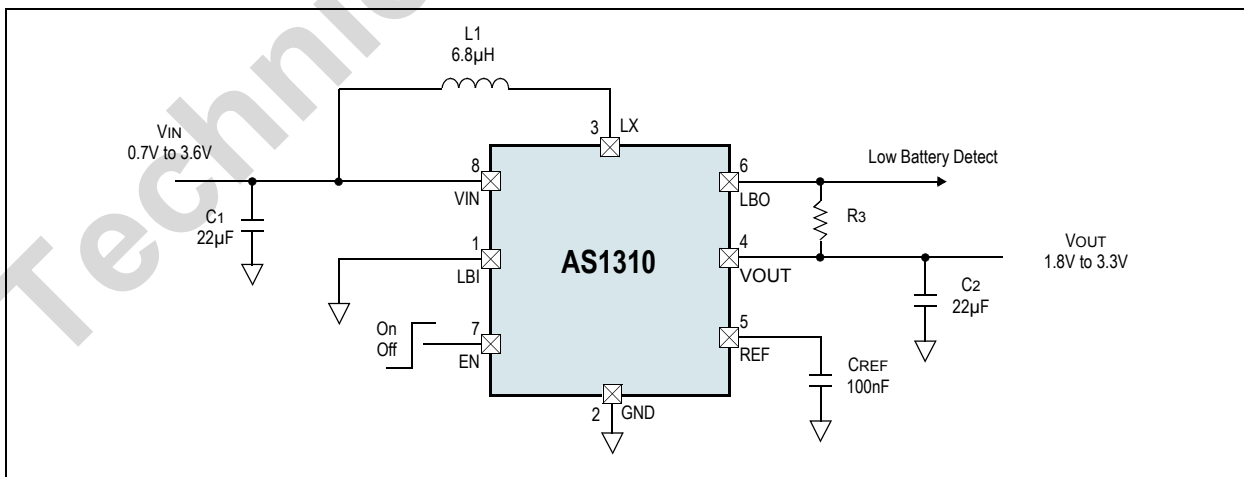 Technic
L1
6.8µH
3 LX
VIN
0.7V to 3.6V
8
VIN
6
LBO
Low Battery Detect
C1
22µF
R3
1
LBI
AS1310
4
VOUT
VOUT
1.8V to 3.3V
C2
22µF
On
Off
7
EN
5
REF
CREF
100nF
2 GND